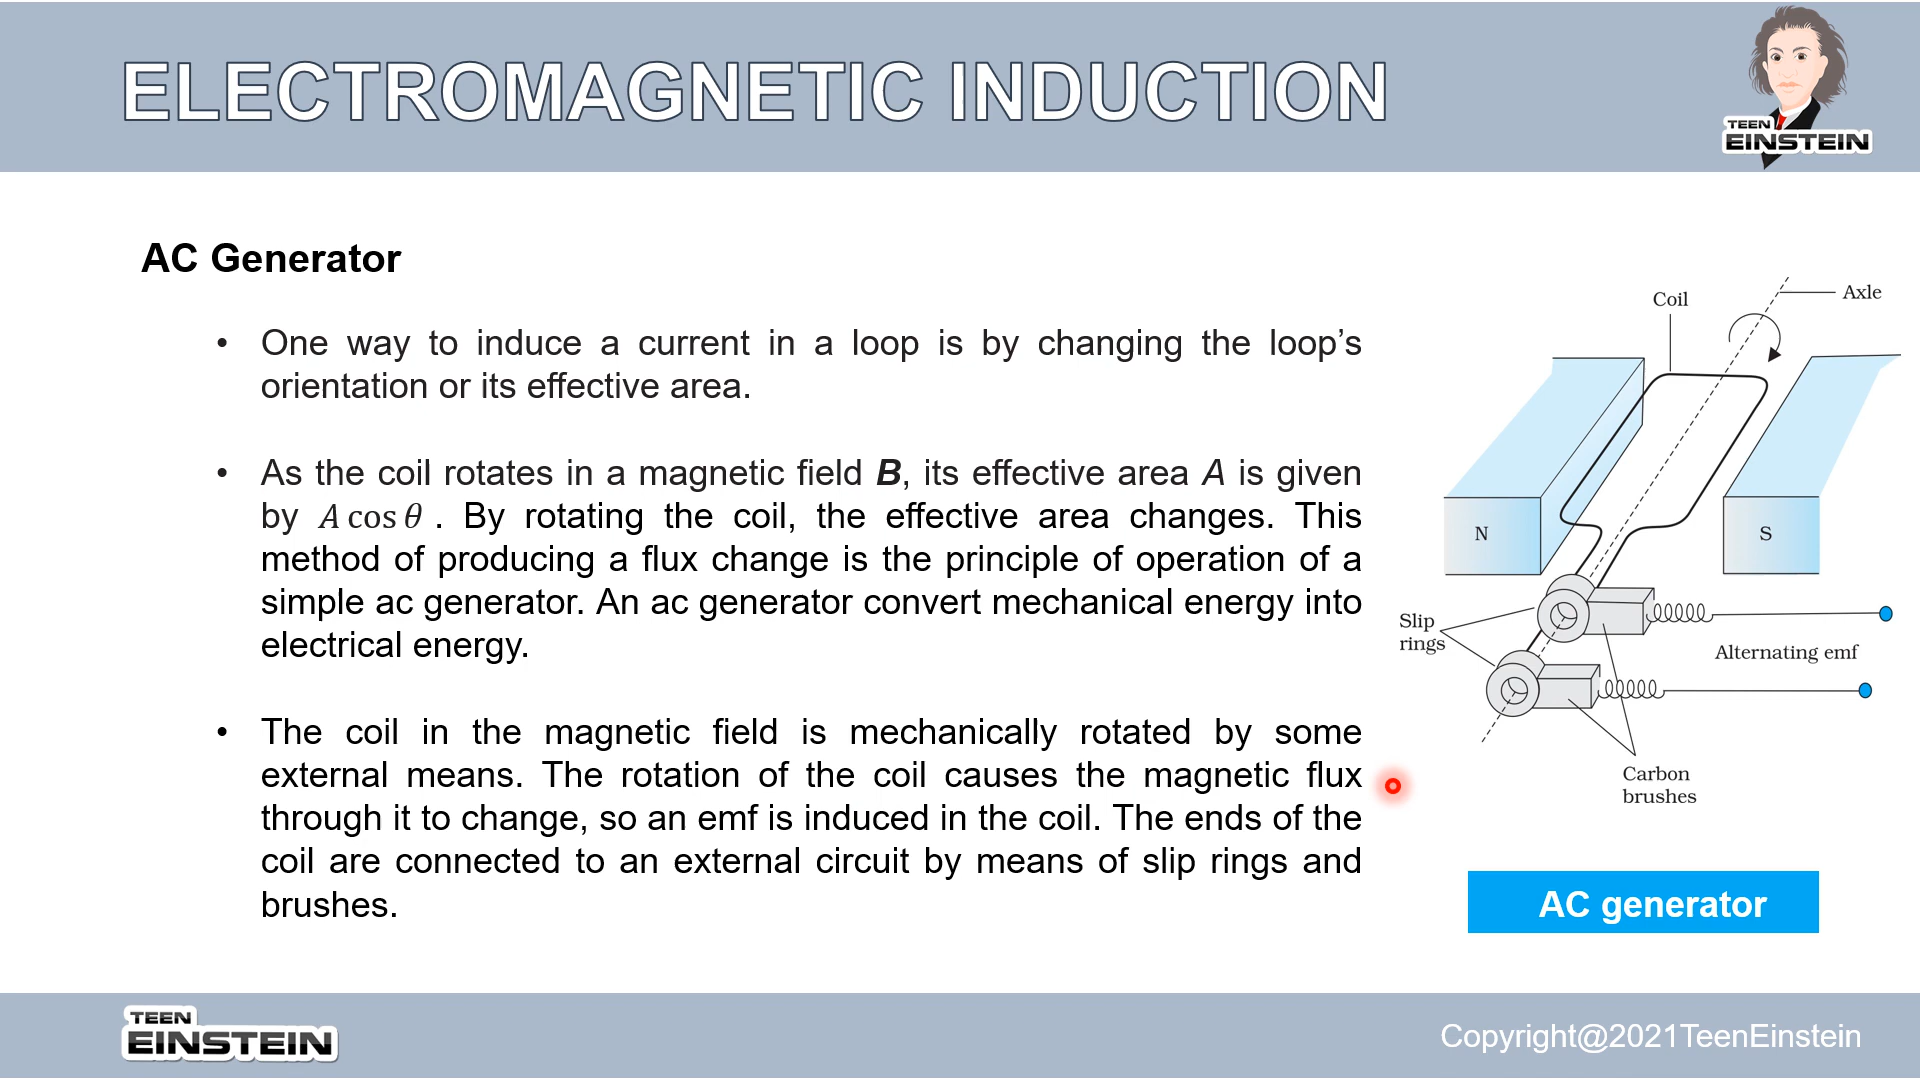 ELECTROMAGNETIC INDUCTION
TEEN
EINSTEIN
AC Generator
• One way to induce a current in a loop is by changing the loop’s
orientation or its effective area.
• As the coil rotates in a magnetic field B, its effective area A is given
by A cos θ . By rotating the coil, the effective area changes. This
method of producing a flux change is the principle of operation of a
simple ac generator. An ac generator convert mechanical energy into
electrical energy.
• The coil in the magnetic field is mechanically rotated by some
external means. The rotation of the coil causes the magnetic flux
through it to change, so an emf is induced in the coil. The ends of the
coil are connected to an external circuit by means of slip rings and
brushes.
Coil
Axle
N
S
Slip
rings
Alternating emf
Carbon
brushes
AC generator
TEEN
EINSTEIN
Copyright@2021TeenEinstein